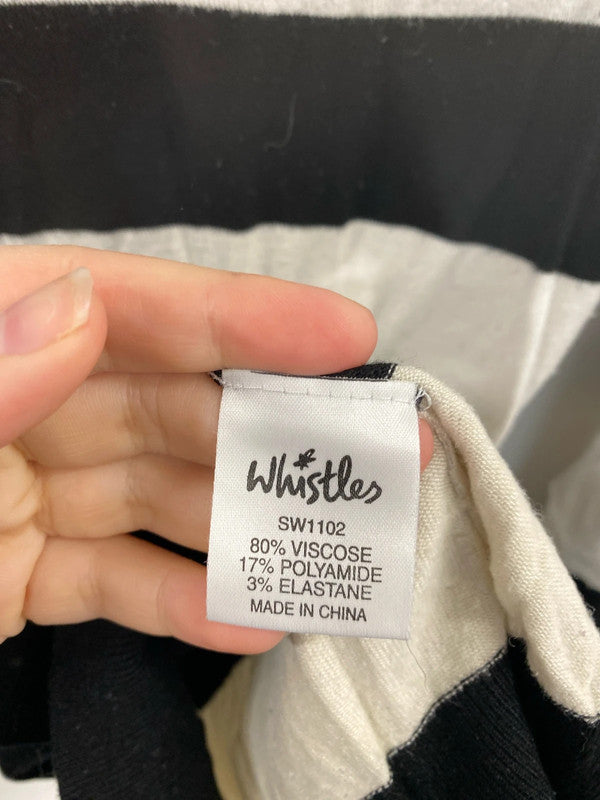 Whistles
SW1102
80% VISCOSE
17% POLYAMIDE
3% ELASTANE
MADE IN CHINA